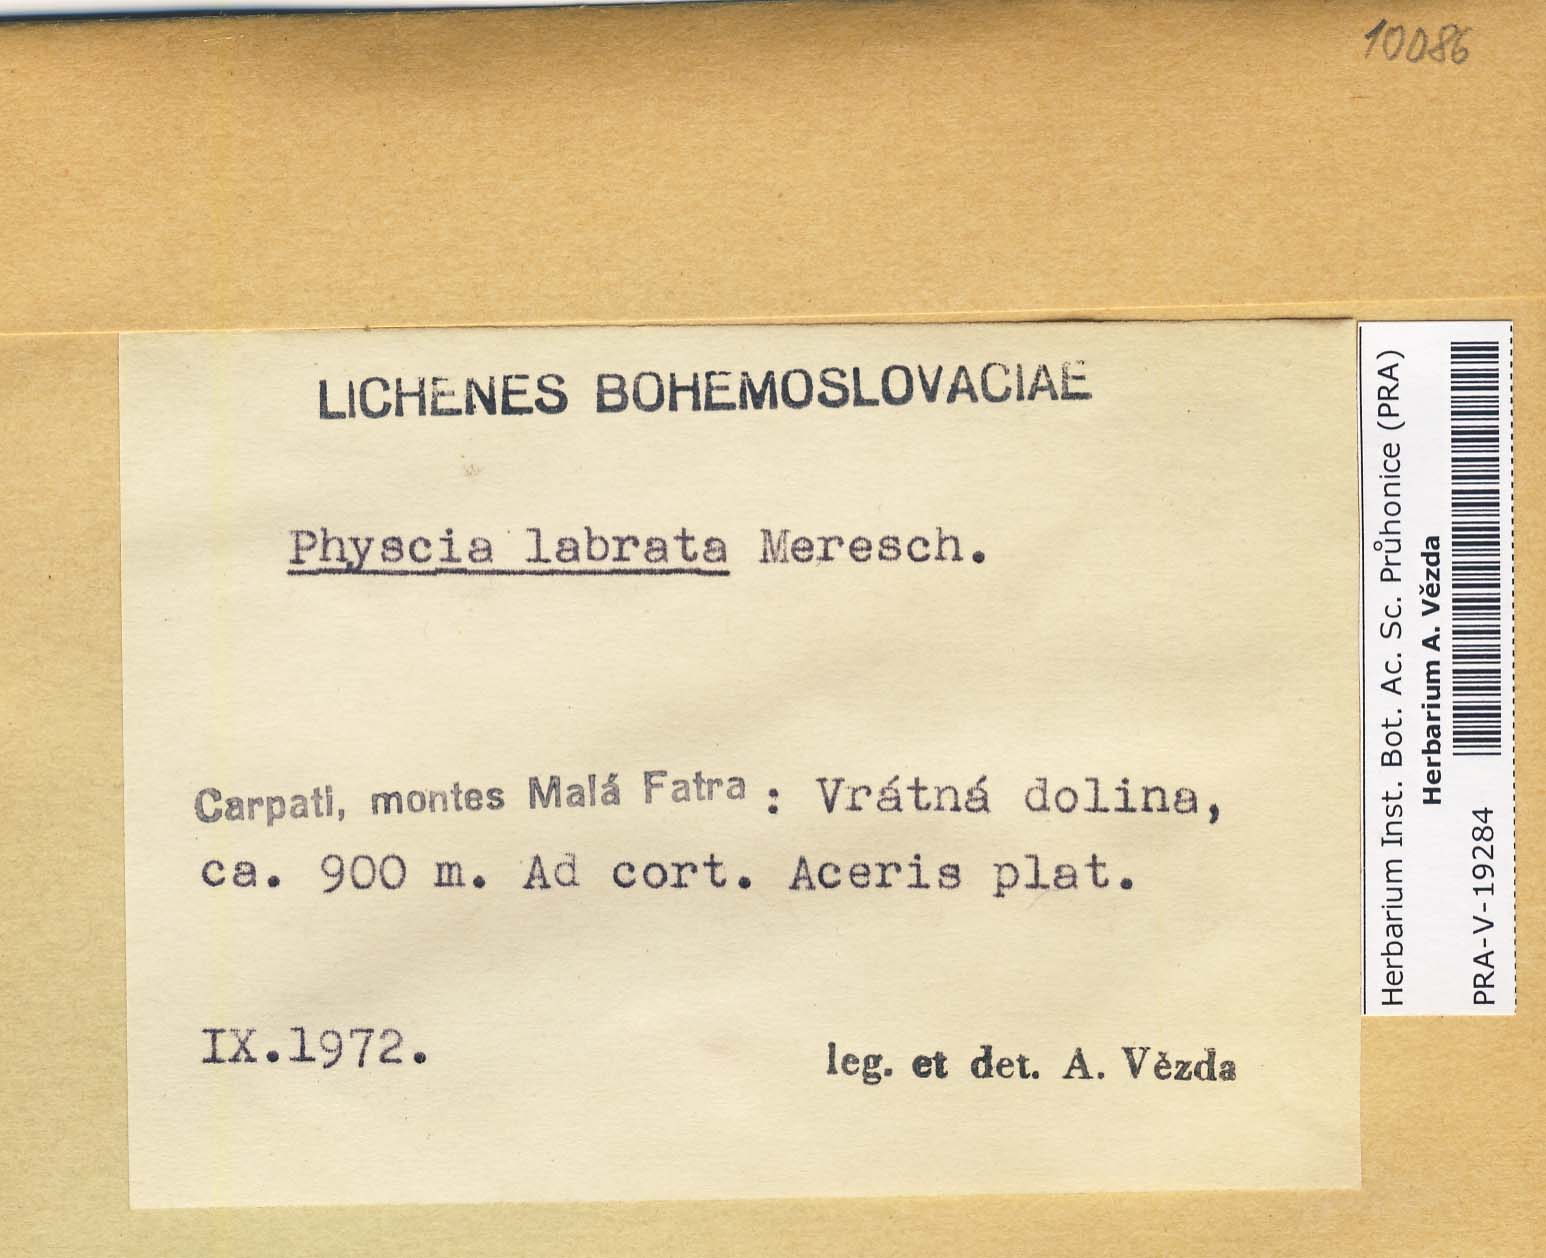 10086
LICHENES BOHEMOSLOVACIAE
Physcia labrata Meresch.
Carpati, montes Malá Fatra : Vrátná dolina,
ca. 900 m. Ad cort. Aceris plat.
IX.1972.
leg. et det. A. Vězda
Herbarium Inst. Bot. Ac. Sc. Průhonice (PRA)
Herbarium A. Vězda
PRA-V-19284